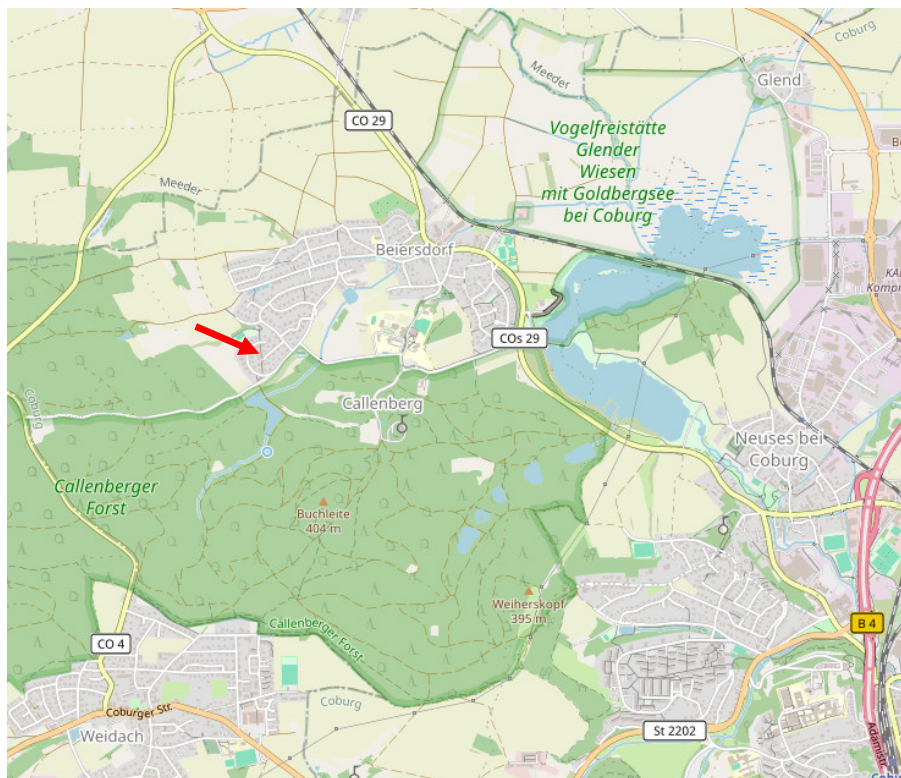 Coburg
Glend
Meeder
CO 29
Vogelfreistätte
Glender
Wiesen
mit Goldbergsee
bei Coburg
Meeder
Beiersdorf
COs 29
Coburg
Callenberg
Neuses bei
Coburg
Callenberger
Forst
Buchleite
404 m
Weiherskopf
395 m
Callenberger Forst
B 4
CO 4
Coburg
Coburger Str.
Weidach
St 2202
Adamistr.